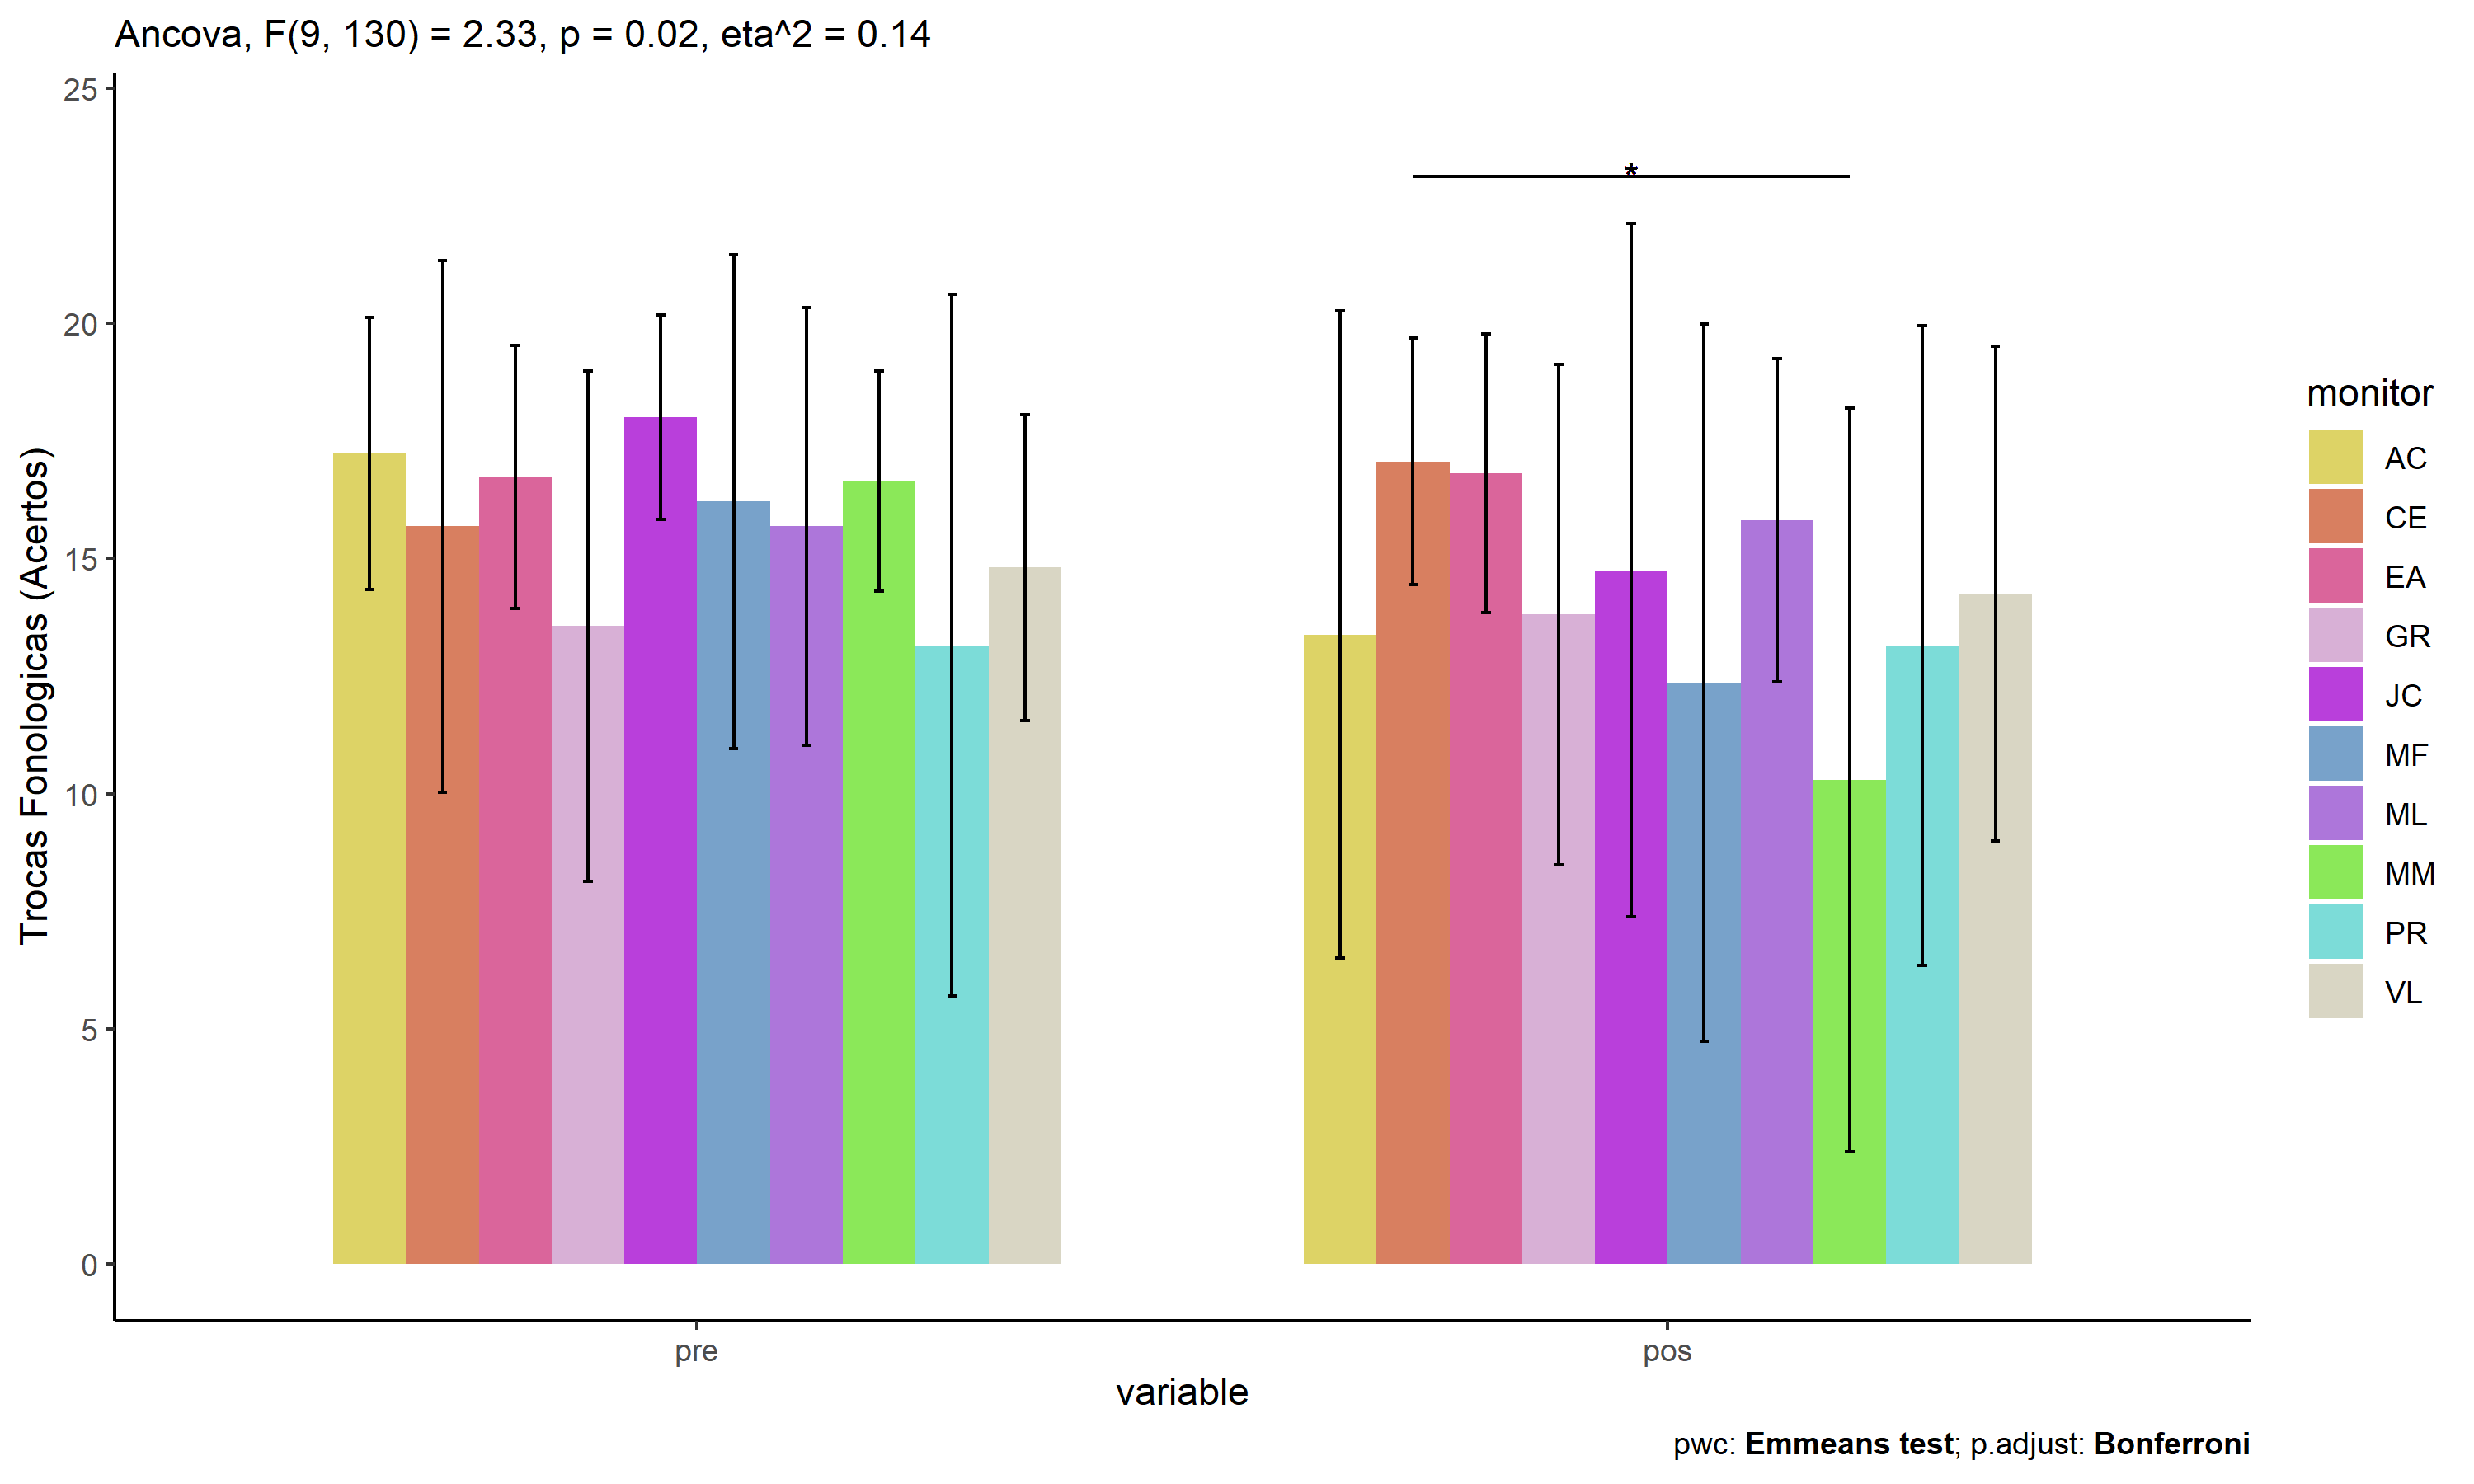 Ancova, F(9, 130) = 2.33, p = 0.02, eta^2 = 0.14
Trocas Fonologicas (Acertos)
25
20
15
10
5
0
*
pre
pos
variable
monitor
AC
CE
EA
GR
JC
MF
ML
MM
PR
VL
pwc: Emmeans test; p.adjust: Bonferroni